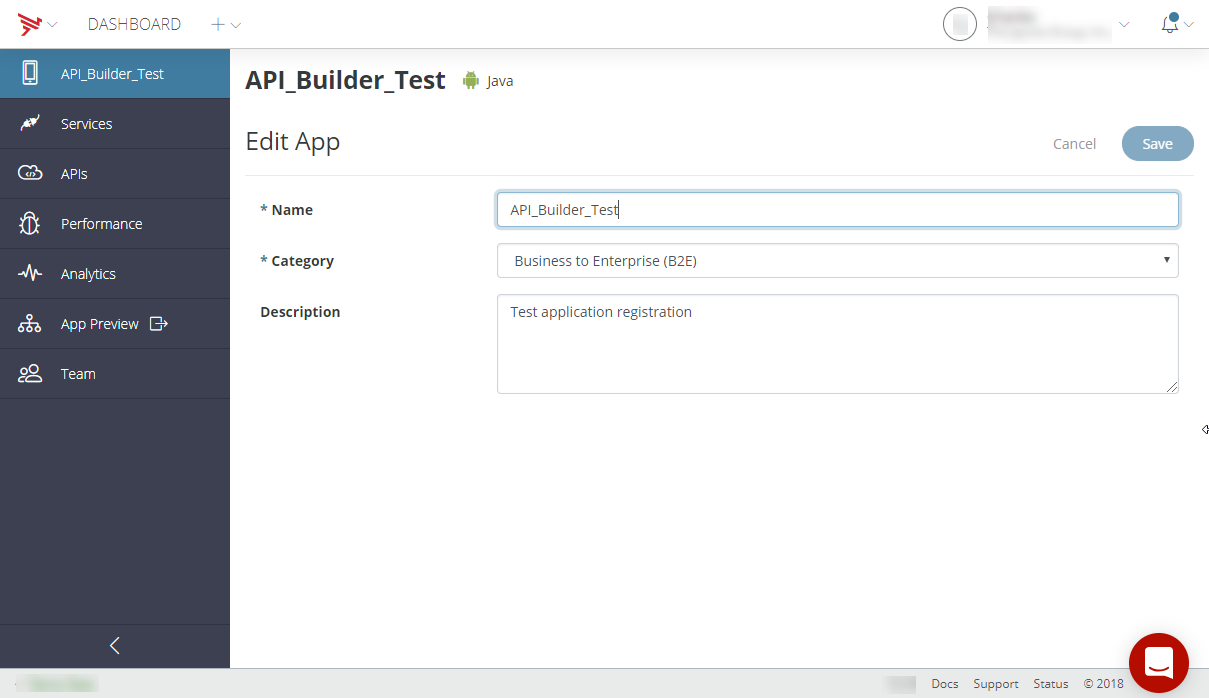 DASHBOARD
API_Builder_Test
Services
APIs
Performance
Analytics
App Preview
Team
API_Builder_Test Java
Edit App
Cancel Save
* Name API_Builder_Test
* Category Business to Enterprise (B2E)
Description Test application registration
Docs Support Status © 2018